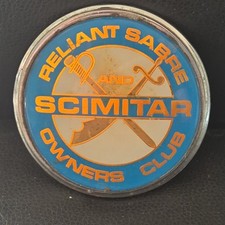 RELIANT SABRE
AND
SCIMITAR
OWNERS CLUB